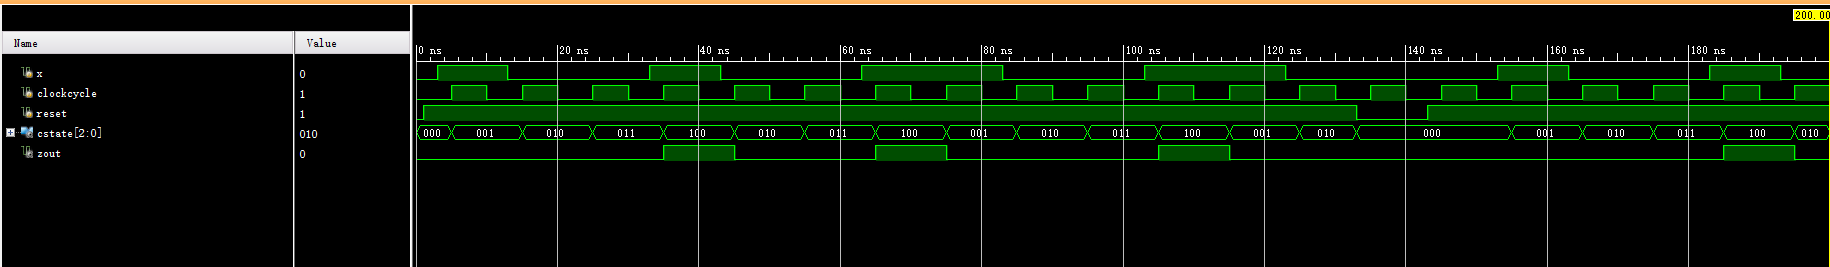 200.00
Name Value
0 ns 20 ns 40 ns 60 ns 80 ns 100 ns 120 ns 140 ns 160 ns 180 ns
x 0
clockcycle 1
reset 1
cstate[2:0] 010 000 001 010 011 100 010 011 100 001 010 011 100 001 010 000 001 010 011 100 010
zout 0